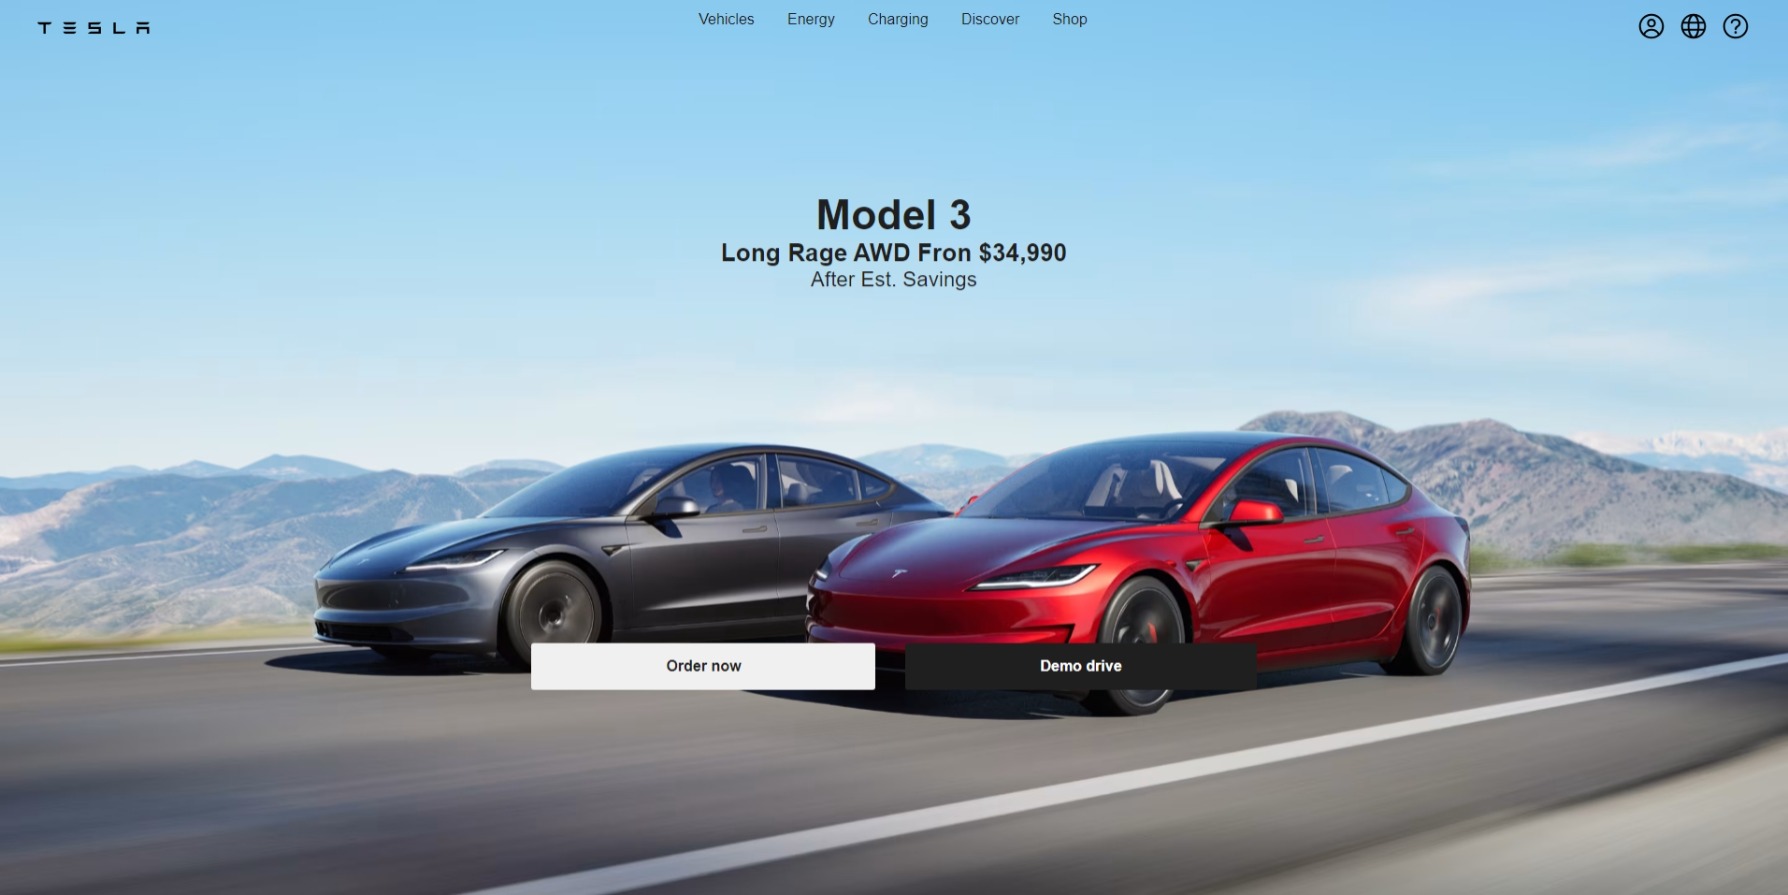 TESLA
Vehicles Energy Charging Discover Shop
Model 3
Long Rage AWD Fron $34,990
After Est. Savings
Order now
Demo drive